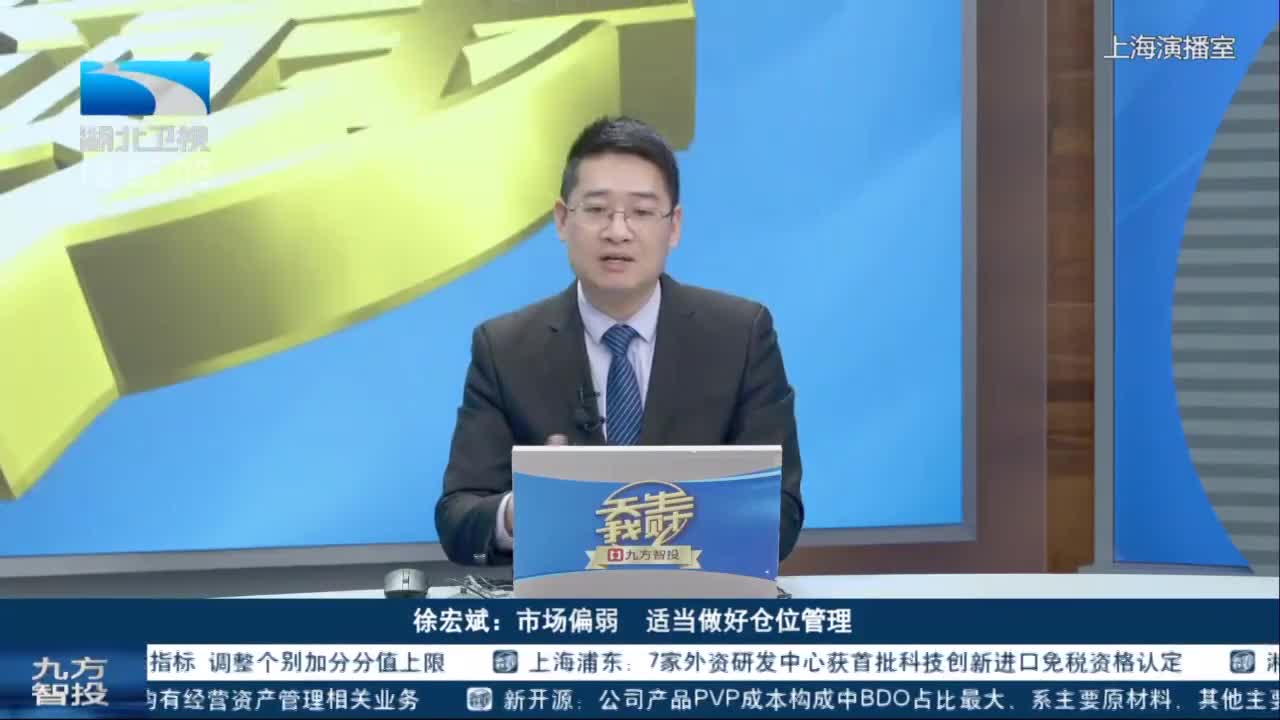 上海演播室
湖北卫视
天生我财
九方智投
徐宏斌：市场偏弱 适当做好仓位管理
指标 调整个别加分分值上限 上海浦东：7家外资研发中心获首批科技创新进口免税资格认定
九方智投
有经营资产管理相关业务 新开源：公司产品PVP成本构成中BDO占比最大、系主要原材料，其他主